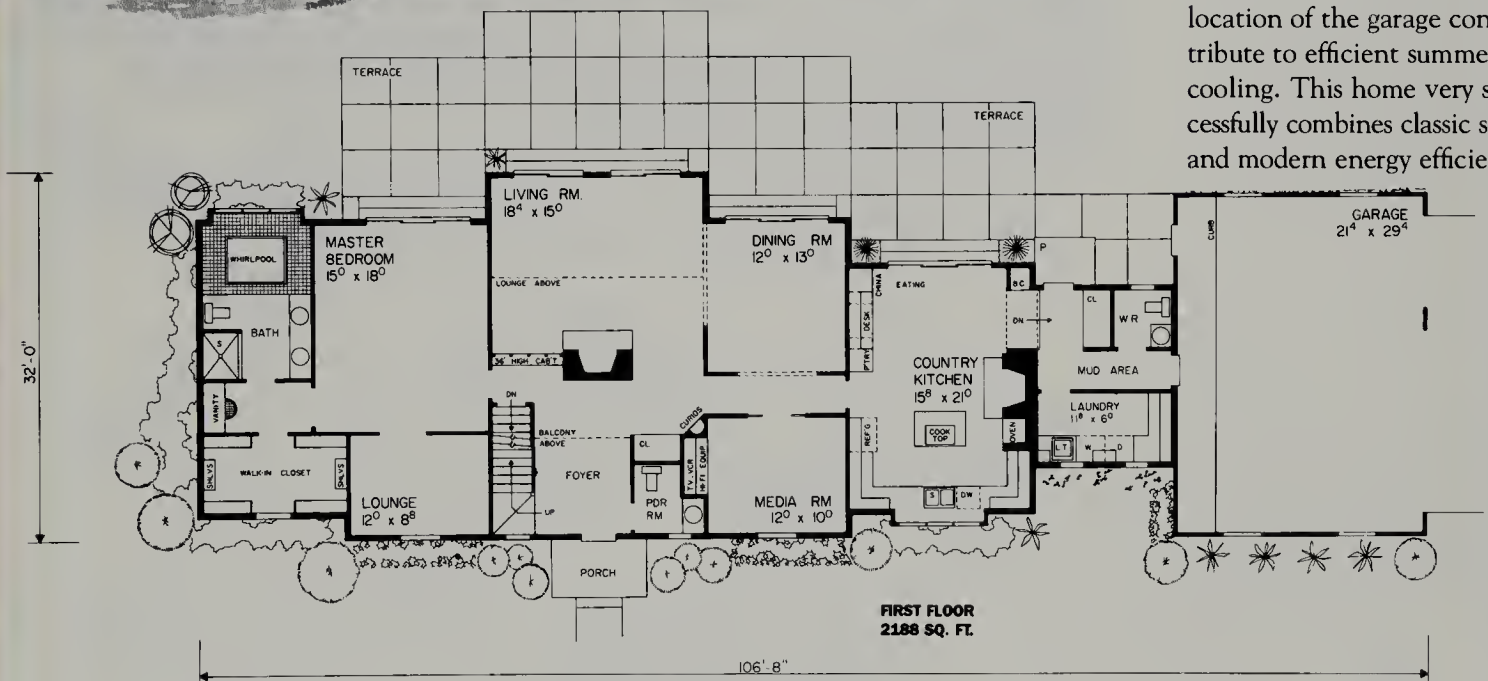 location of the garage con
tribute to efficient summe
cooling. This home very s
cessfully combines classic s
and modern energy efficie
TERRACE
TERRACE
LIVING RM.
18⁴ x 15⁰
GARAGE
21⁴ x 29⁴
CURB
MASTER
BEDROOM
15⁰ x 18⁰
WHIRLPOOL
DINING RM
12⁰ x 13⁰
P
LOUNGE ABOVE
CHINA
EATING
BC
CL
WR
BATH
DESK
DN
S
32'-0"
36" HIGH CAB'T
PTRY
COUNTRY
KITCHEN
15⁸ x 21⁰
MUD AREA
VANITY
DN
CURIOS
LAUNDRY
11⁸ x 6⁰
BALCONY
ABOVE
CL
REF'G
COOK
TOP
OVEN
LT
W
D
SHLVS
WALK-IN CLOSET
SHLVS
FOYER
TV. VCR
HI-FI EQUIP
LOUNGE
12⁰ x 8⁸
UP
PDR
RM
MEDIA RM
12⁰ x 10⁰
S
DW
PORCH
FIRST FLOOR
2188 SQ. FT.
106'-8"